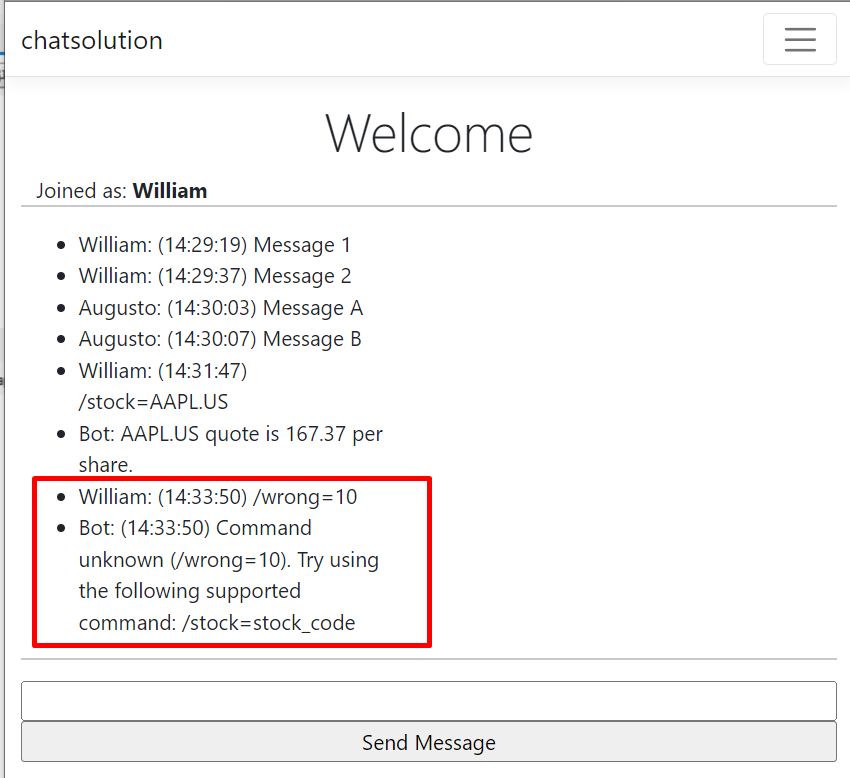 chatsolution
Welcome
Joined as: William
William: (14:29:19) Message 1
William: (14:29:37) Message 2
Augusto: (14:30:03) Message A
Augusto: (14:30:07) Message B
William: (14:31:47)
/stock=AAPL.US
Bot: AAPL.US quote is 167.37 per
share.
William: (14:33:50) /wrong=10
Bot: (14:33:50) Command
unknown (/wrong=10). Try using
the following supported
command: /stock=stock_code
Send Message